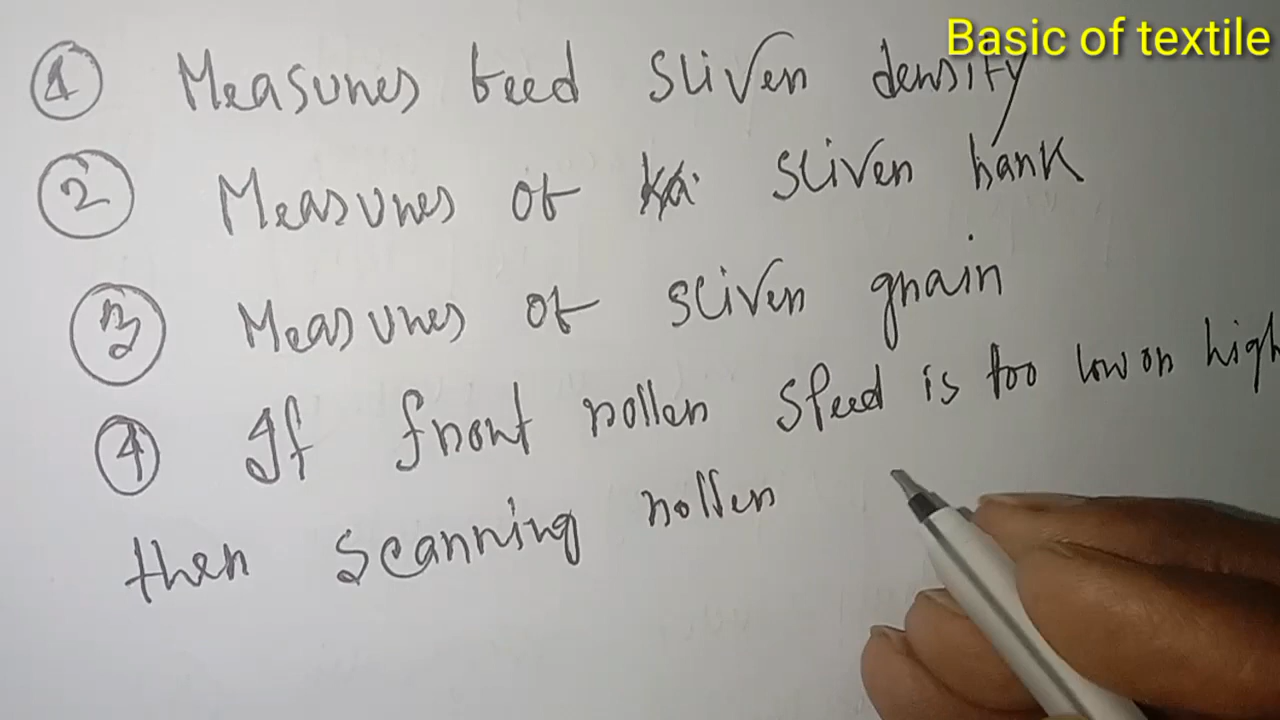 Basic of textile
① Measures feed sliver density
② Measures of sliver hank
③ Measures of sliver grain
④ If front roller speed is too low or high
then scanning roller